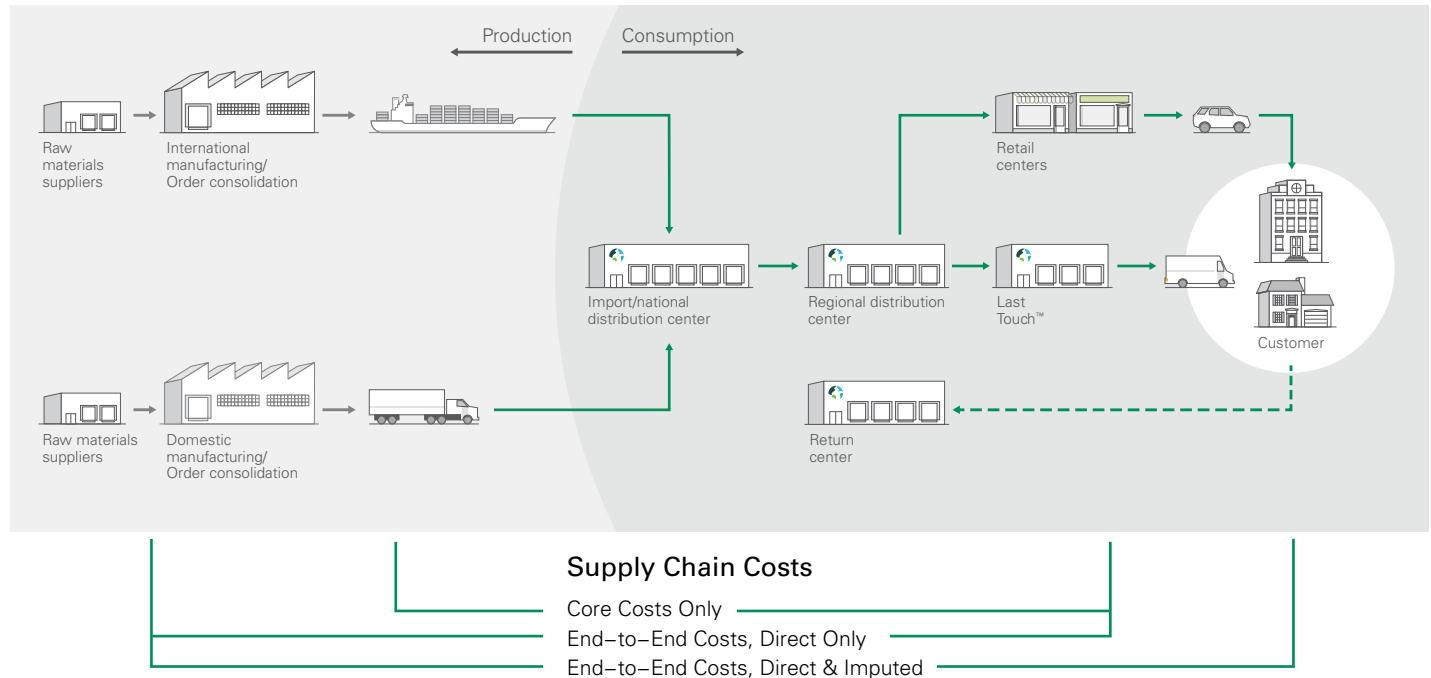 Production
Consumption
Raw
materials
suppliers
International
manufacturing/
Order consolidation
Retail
centers
Import/national
distribution center
Regional distribution
center
Last
Touch™
Customer
Raw materials
suppliers
Domestic
manufacturing/
Order consolidation
Return
center
Supply Chain Costs
Core Costs Only
End–to–End Costs, Direct Only
End–to–End Costs, Direct & Imputed